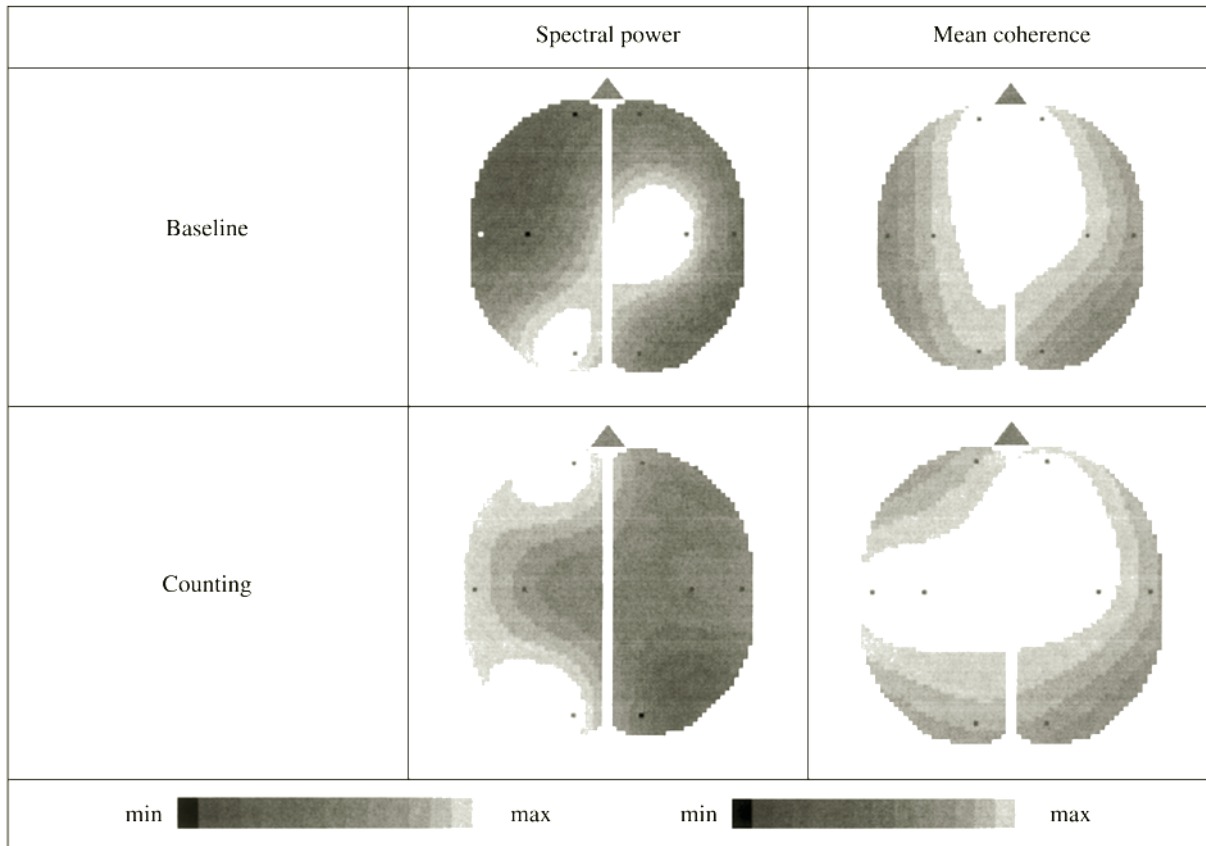 Spectral power
Mean coherence
Baseline
Counting
min max min max